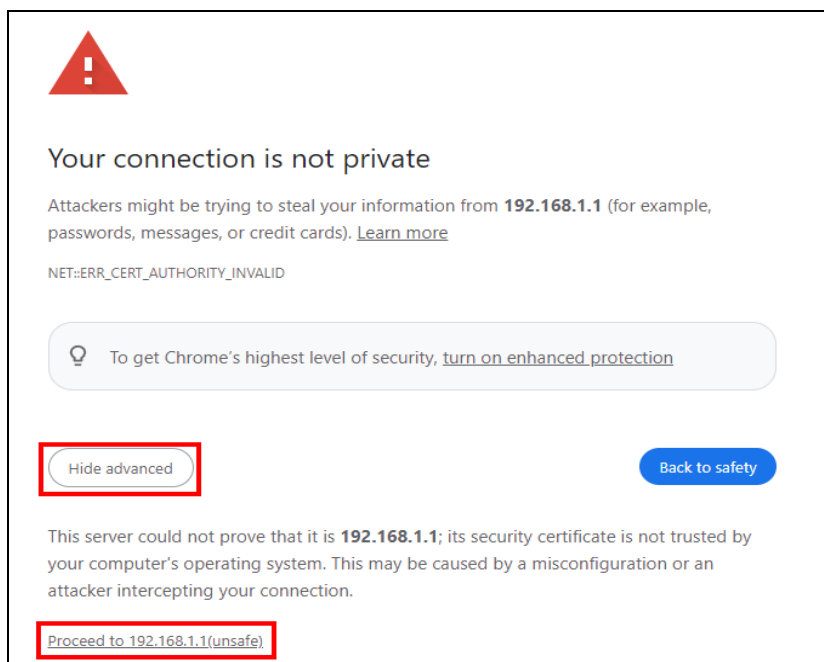 Your connection is not private
Attackers might be trying to steal your information from 192.168.1.1 (for example,
passwords, messages, or credit cards). Learn more
NET::ERR_CERT_AUTHORITY_INVALID
To get Chrome's highest level of security, turn on enhanced protection
Hide advanced
Back to safety
This server could not prove that it is 192.168.1.1; its security certificate is not trusted by
your computer's operating system. This may be caused by a misconfiguration or an
attacker intercepting your connection.
Proceed to 192.168.1.1(unsafe)